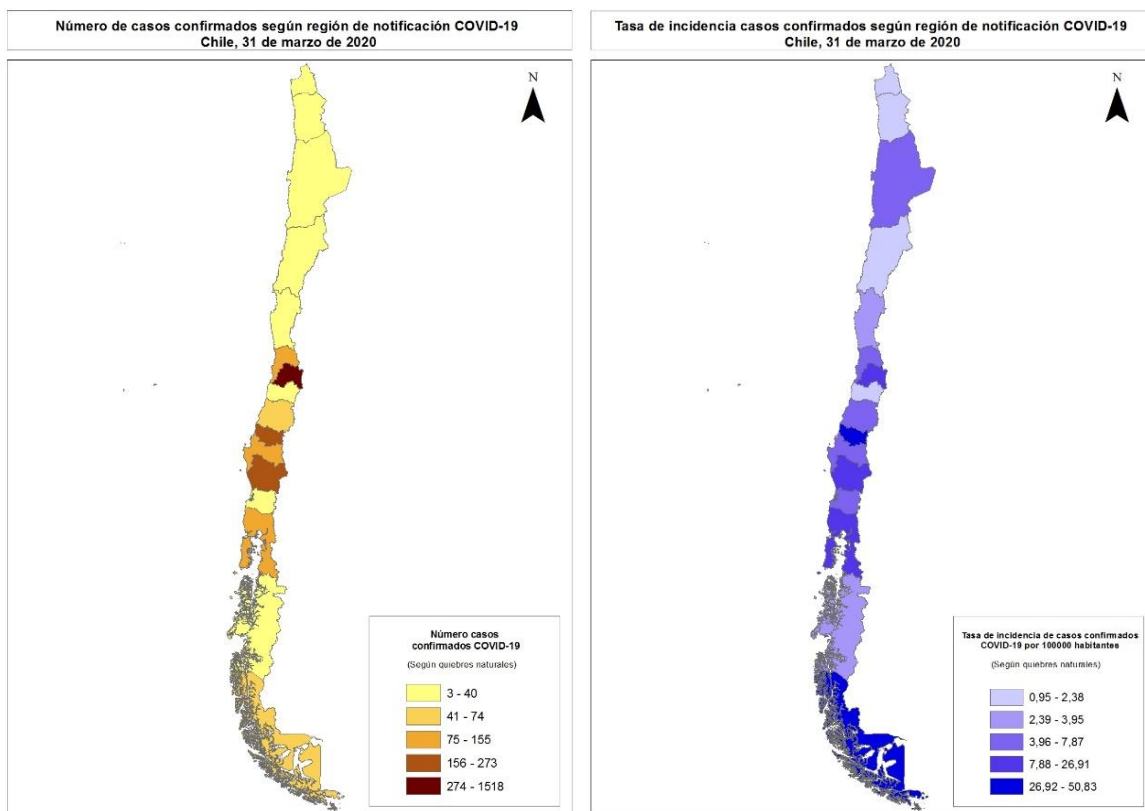 Número de casos confirmados según región de notificación COVID-19
Chile, 31 de marzo de 2020
N
Número casos
confirmados COVID-19
(Según quiebres naturales)
3 - 40
41 - 74
75 - 155
156 - 273
274 - 1518
Tasa de incidencia casos confirmados según región de notificación COVID-19
Chile, 31 de marzo de 2020
N
Tasa de incidencia de casos confirmados
COVID-19 por 100000 habitantes
(Según quiebres naturales)
0,95 - 2,38
2,39 - 3,95
3,96 - 7,87
7,88 - 26,91
26,92 - 50,83